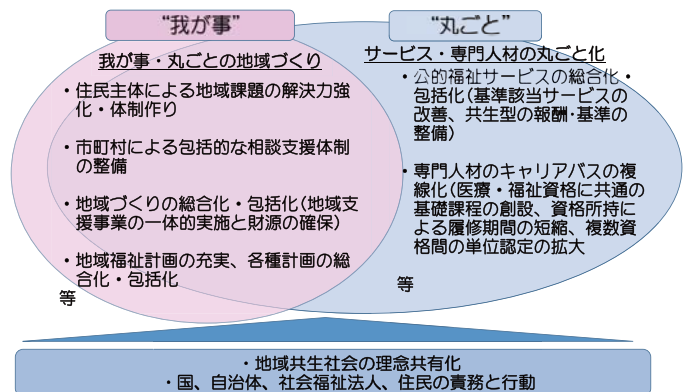 “我が事”
我が事・丸ごとの地域づくり
・住民主体による地域課題の解決力強
化・体制作り
・市町村による包括的な相談支援体制
の整備
・地域づくりの総合化・包括化(地域支
援事業の一体的実施と財源の確保)
・地域福祉計画の充実、各種計画の総
合化・包括化
等
“丸ごと”
サービス・専門人材の丸ごと化
・公的福祉サービスの総合化・
包括化(基準該当サービスの
改善、共生型の報酬・基準の
整備)
・専門人材のキャリアパスの複
線化(医療・福祉資格に共通の
基礎課程の創設、資格所持に
よる履修期間の短縮、複数資
格間の単位認定の拡大
等
・地域共生社会の理念共有化
・国、自治体、社会福祉法人、住民の責務と行動